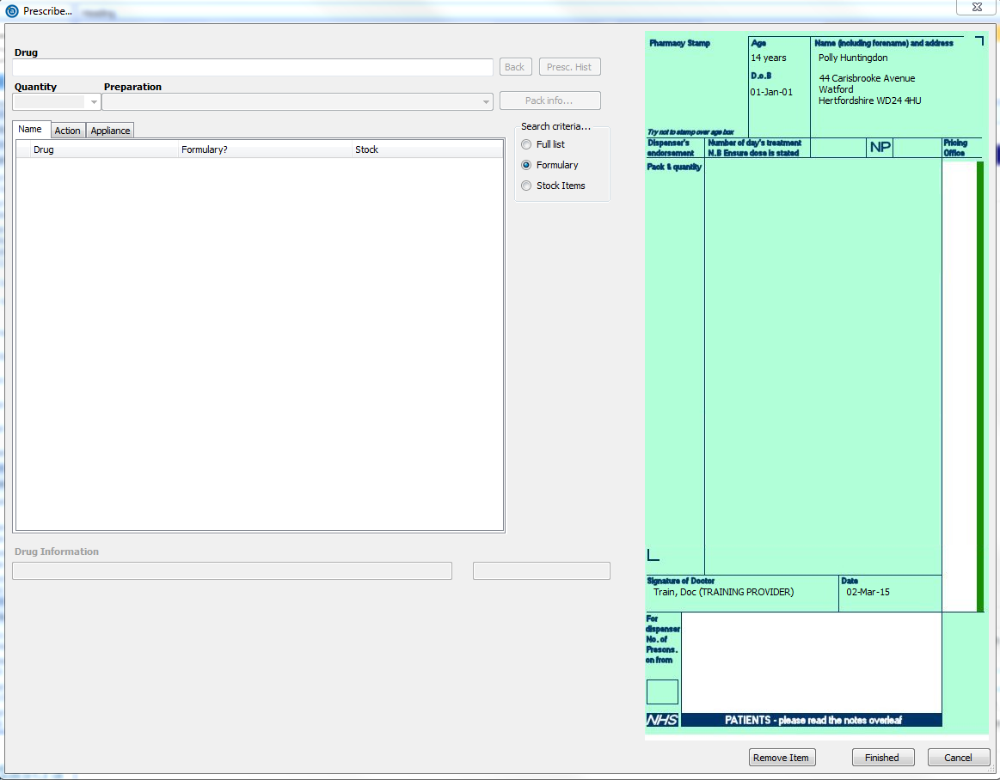 Prescribe...
Drug
Back
Presc. Hist
Quantity
Preparation
Pack info...
Name
Action
Appliance
Drug
Formulary?
Stock
Search criteria...
Full list
Formulary
Stock Items
Drug Information
Pharmacy Stamp
Age
14 years
D.o.B
01-Jan-01
Name (including forename) and address
Polly Huntingdon
44 Carisbrooke Avenue
Watford
Hertfordshire WD24 4HU
Try not to stamp over age box
Dispenser's
endorsement
Number of day's treatment
N.B Ensure dose is stated
NP
Pricing
Office
Pack & quantity
Signature of Doctor
Train, Doc (TRAINING PROVIDER)
Date
02-Mar-15
For
dispenser
No. of
Presons.
on from
NHS
PATIENTS - please read the notes overleaf
Remove Item
Finished
Cancel